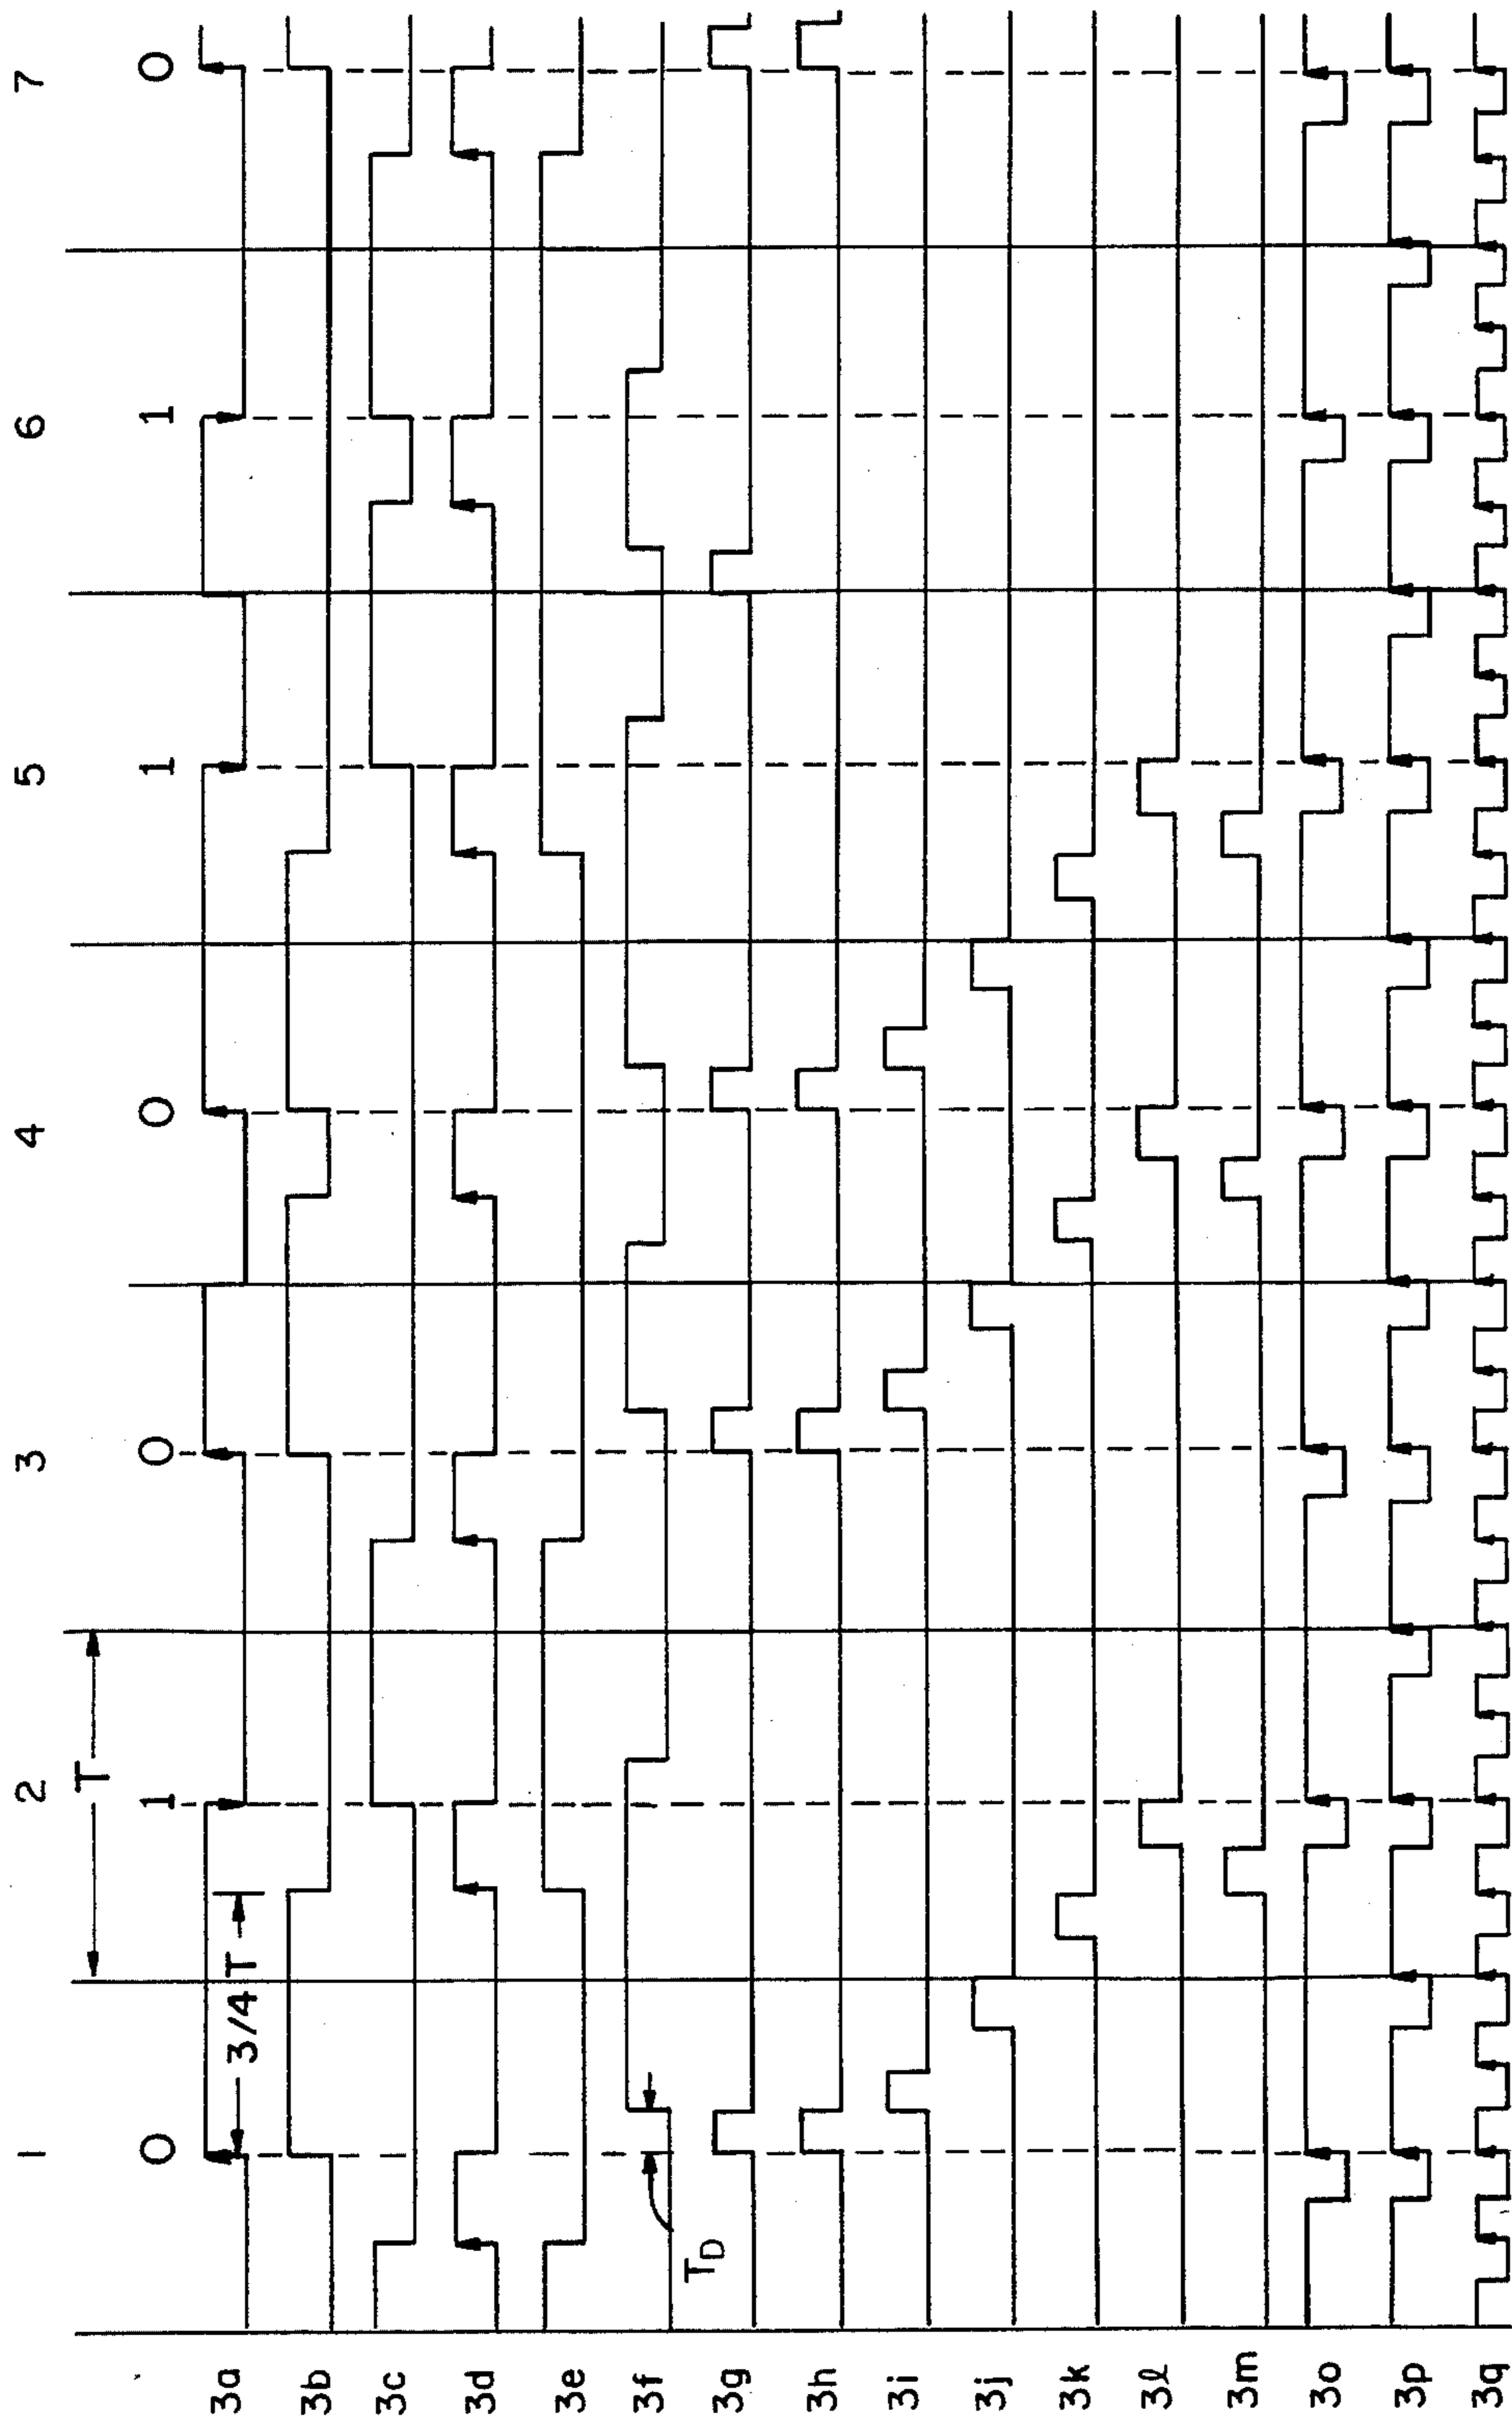 1 2 3 4 5 6 7
T
0 1 0 0 1 1 0
3/4 T
T_D
3a
3b
3c
3d
3e
3f
3g
3h
3i
3j
3k
3ℓ
3m
3o
3p
3q